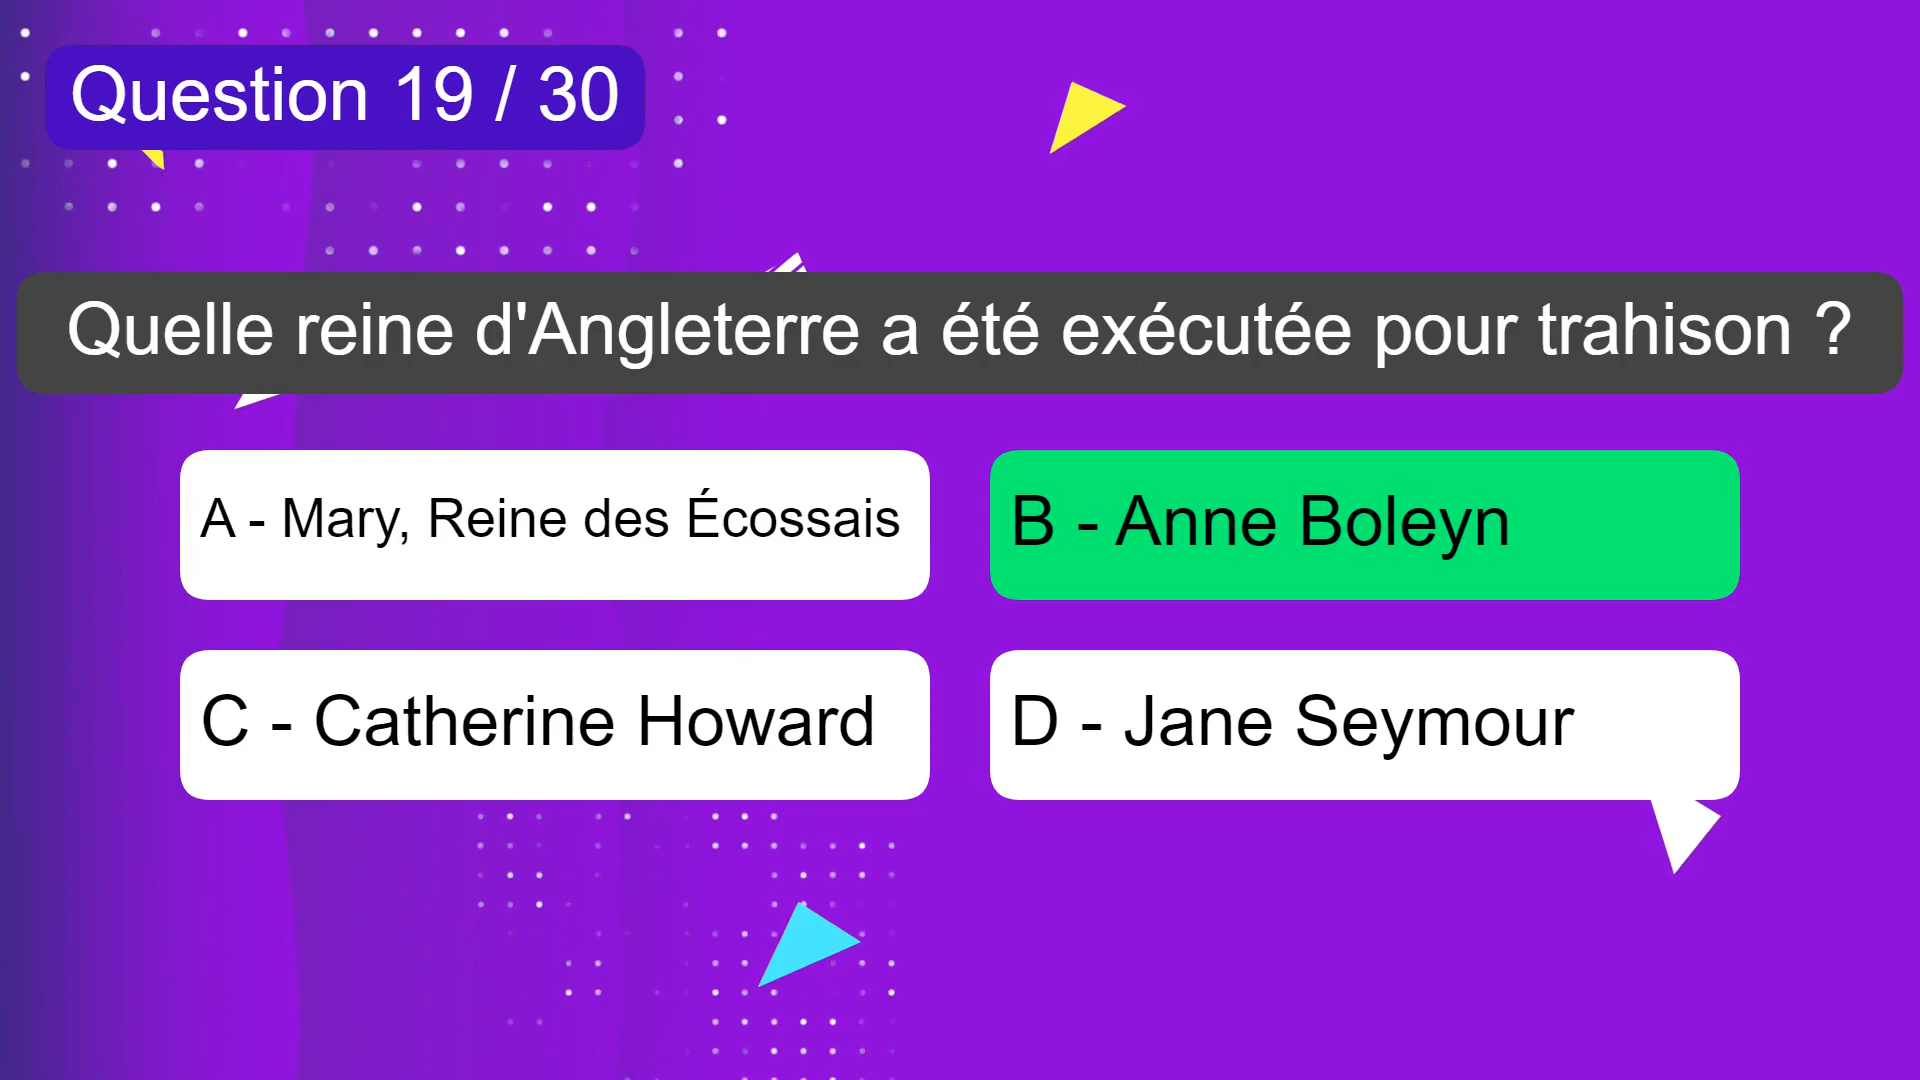 Question 19 / 30
Quelle reine d'Angleterre a été exécutée pour trahison ?
A - Mary, Reine des Écossais
B - Anne Boleyn
C - Catherine Howard
D - Jane Seymour